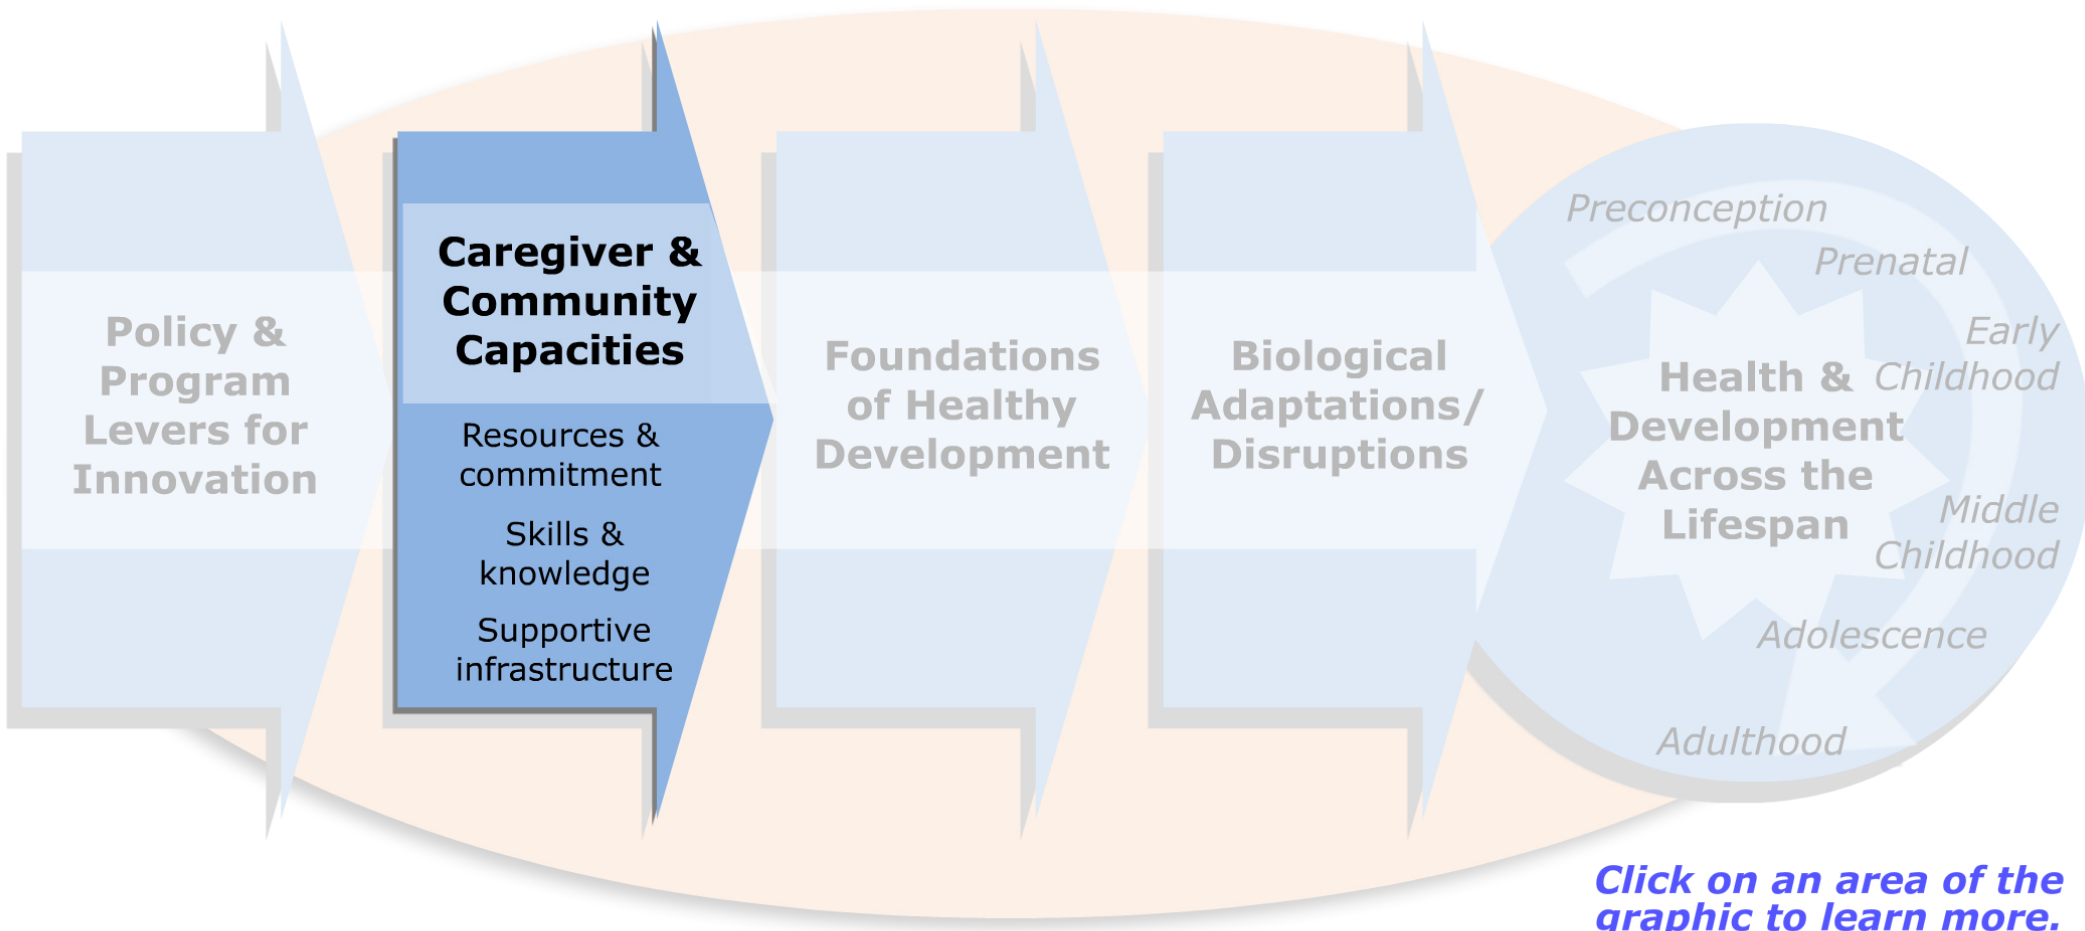 Policy &
Program
Levers for
Innovation
Caregiver &
Community
Capacities
Resources &
commitment
Skills &
knowledge
Supportive
infrastructure
Foundations
of Healthy
Development
Biological
Adaptations/
Disruptions
Health &
Development
Across the
Lifespan
Preconception
Prenatal
Early
Childhood
Middle
Childhood
Adolescence
Adulthood
Click on an area of the
graphic to learn more.